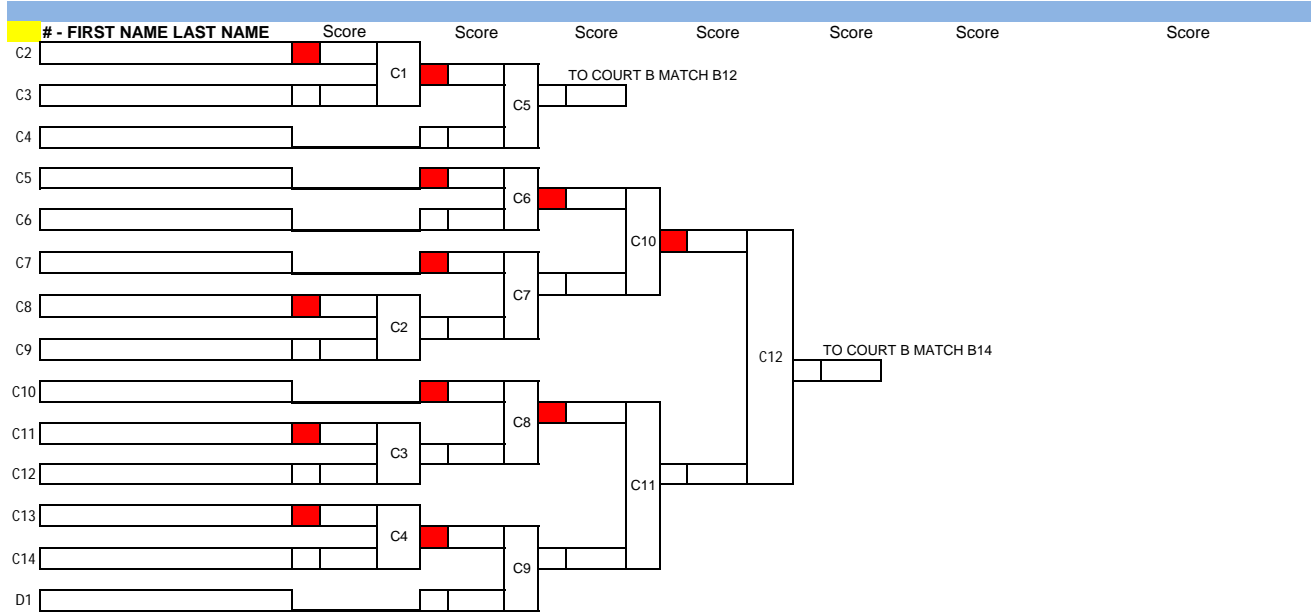 # - FIRST NAME LAST NAME Score Score Score Score Score Score Score
C2
C1
TO COURT B MATCH B12
C3
C5
C4
C5
C6
C6
C10
C7
C7
C8
C2
C9
TO COURT B MATCH B14
C12
C10
C8
C11
C3
C12
C11
C13
C4
C14
C9
D1